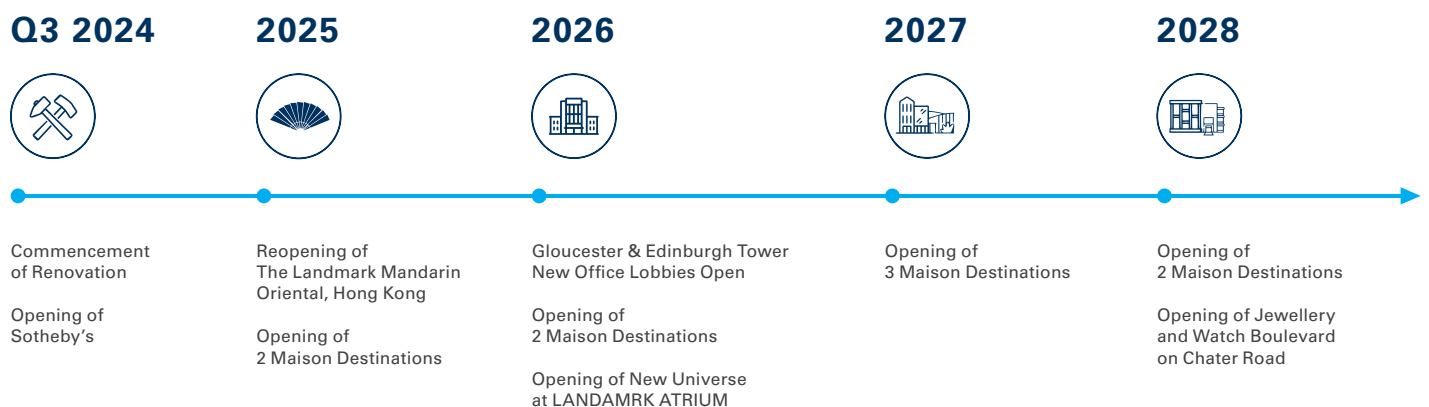 Q3 2024
2025
2026
2027
2028
Commencement
of Renovation
Opening of
Sotheby’s
Reopening of
The Landmark Mandarin
Oriental, Hong Kong
Opening of
2 Maison Destinations
Gloucester & Edinburgh Tower
New Office Lobbies Open
Opening of
2 Maison Destinations
Opening of New Universe
at LANDAMRK ATRIUM
Opening of
3 Maison Destinations
Opening of
2 Maison Destinations
Opening of Jewellery
and Watch Boulevard
on Chater Road